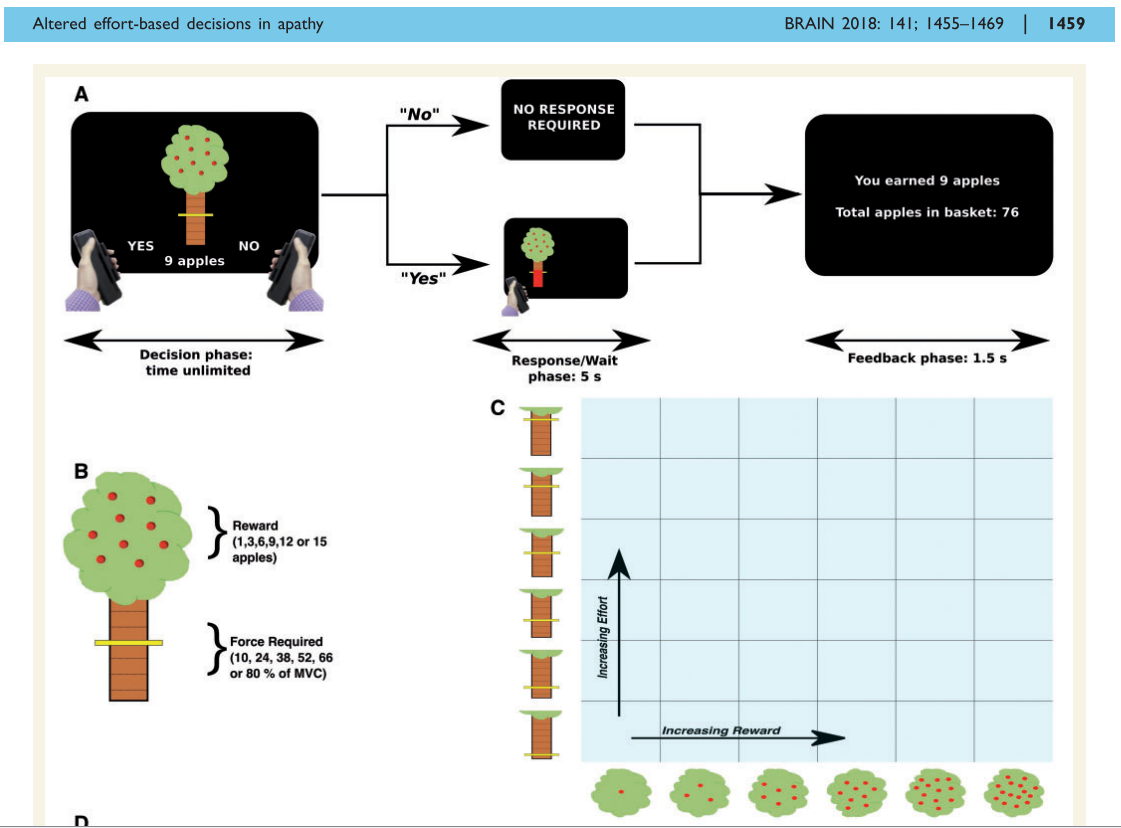 Altered effort-based decisions in apathy
BRAIN 2018: 141; 1455–1469 | 1459
A
"No"
NO RESPONSE
REQUIRED
YES
NO
9 apples
"Yes"
You earned 9 apples
Total apples in basket: 76
Decision phase:
time unlimited
Response/Wait
phase: 5 s
Feedback phase: 1.5 s
B
Reward
(1,3,6,9,12 or 15
apples)
Force Required
(10, 24, 38, 52, 66
or 80 % of MVC)
C
Increasing Effort
Increasing Reward
D